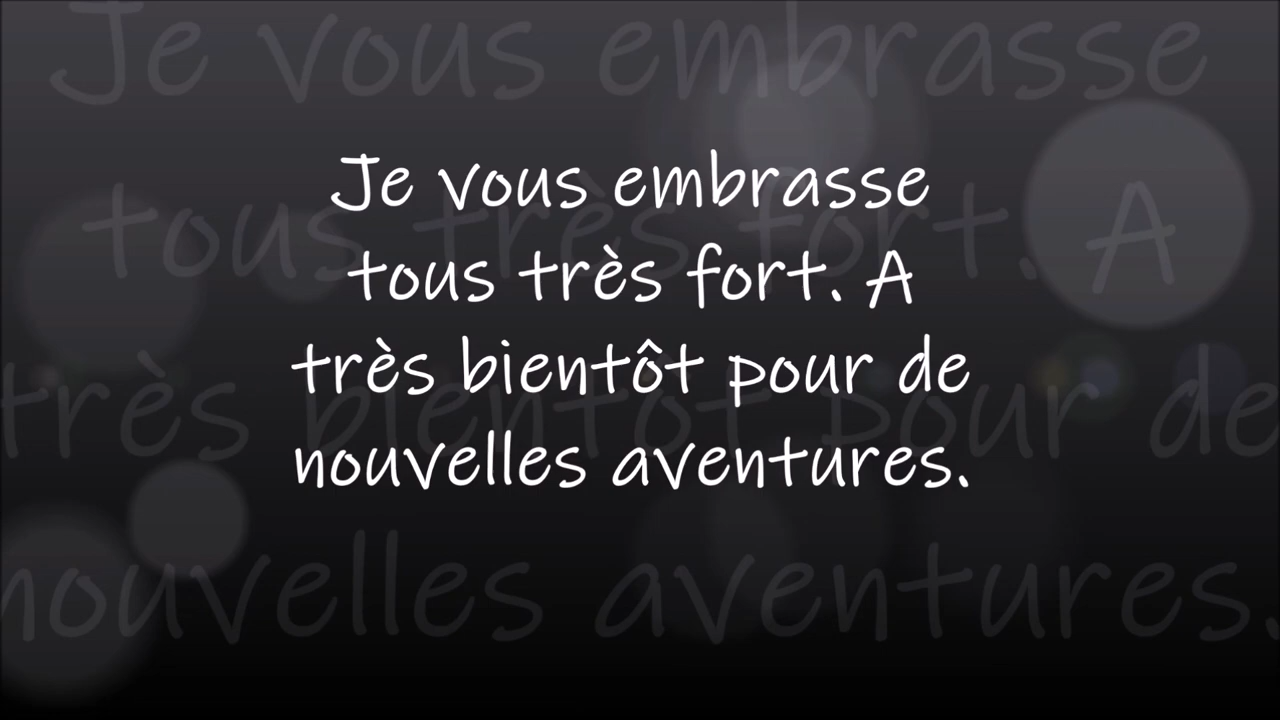 Je vous embrasse
tous très fort. A
très bientôt pour de
nouvelles aventures.